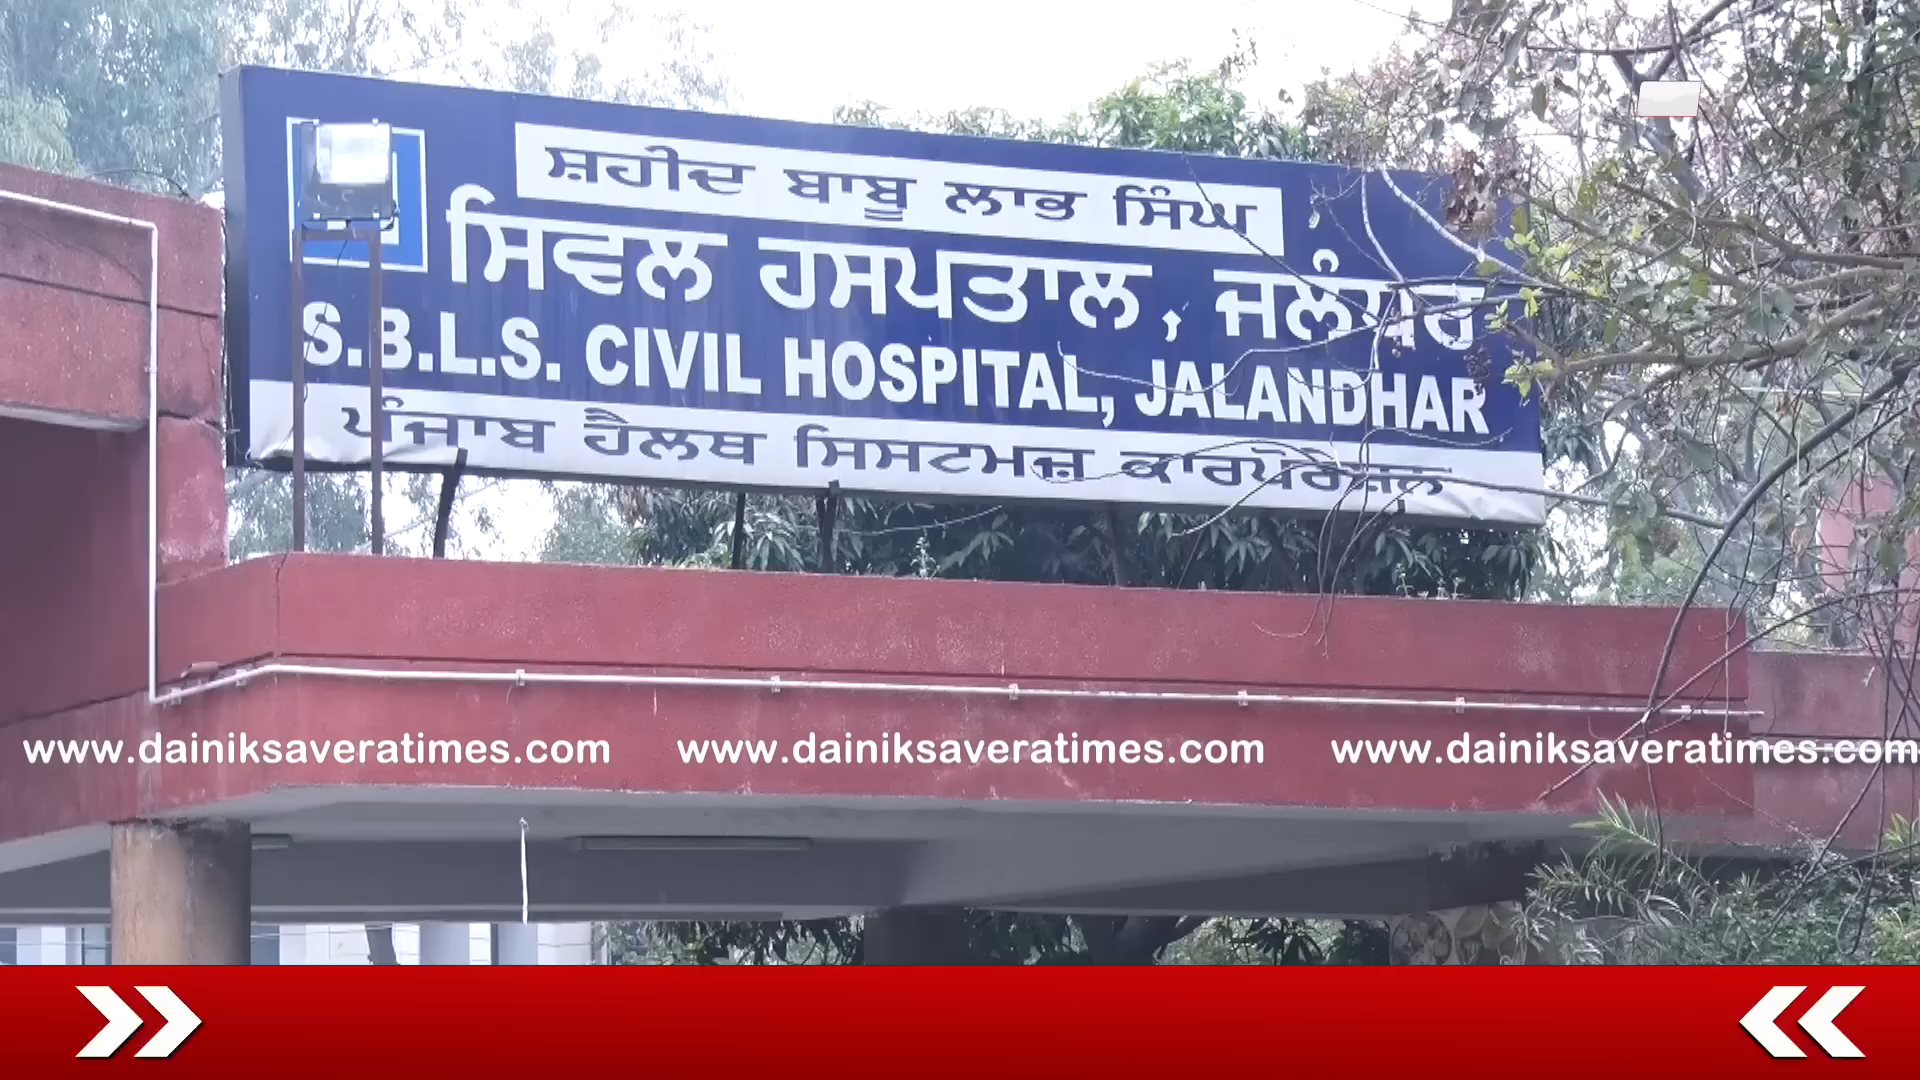 ਸ਼ਹੀਦ ਬਾਬੂ ਲਾਭ ਸਿੰਘ
ਸਿਵਲ ਹਸਪਤਾਲ, ਜਲੰਧਰ
S.B.L.S. CIVIL HOSPITAL, JALANDHAR
ਪੰਜਾਬ ਹੈਲਥ ਸਿਸਟਮਜ਼ ਕਾਰਪੋਰੇਸ਼ਨ
www.dainiksaveratimes.com www.dainiksaveratimes.com www.dainiksaveratimes.com